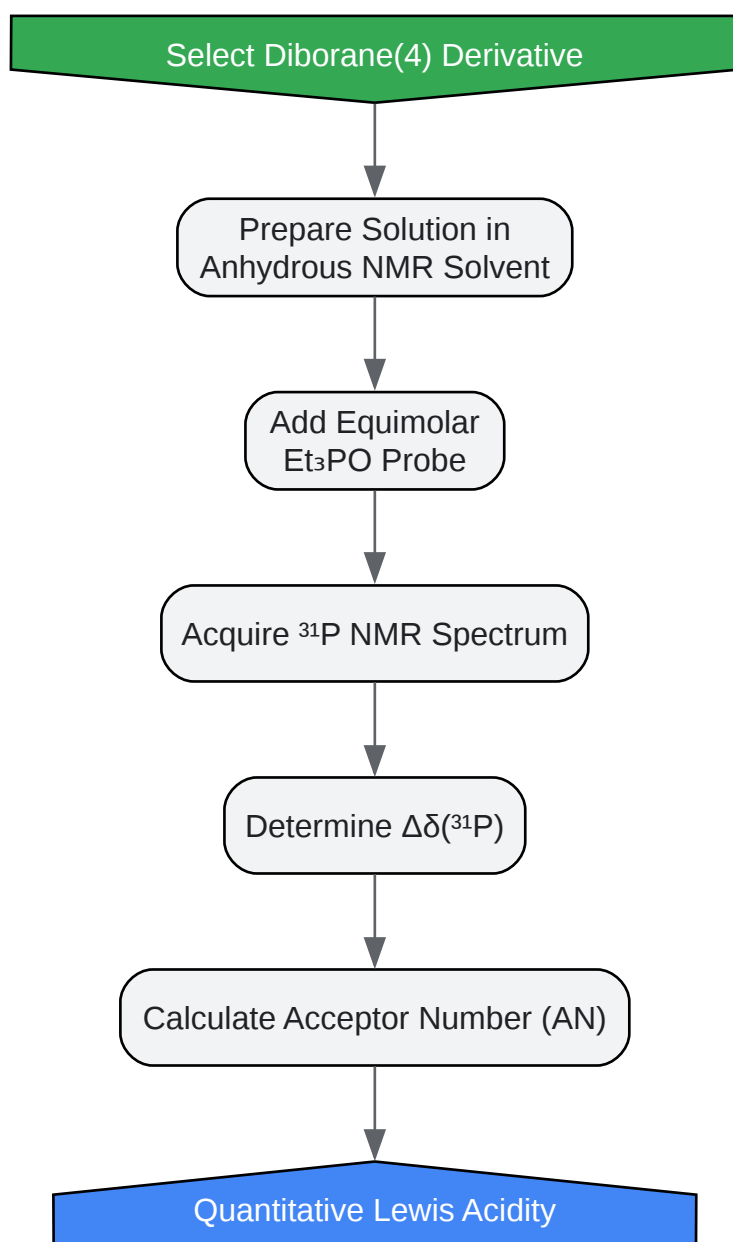 Select Diborane(4) Derivative
Prepare Solution in
Anhydrous NMR Solvent
Add Equimolar
Et₃PO Probe
Acquire ³¹P NMR Spectrum
Determine Δδ(³¹P)
Calculate Acceptor Number (AN)
Quantitative Lewis Acidity